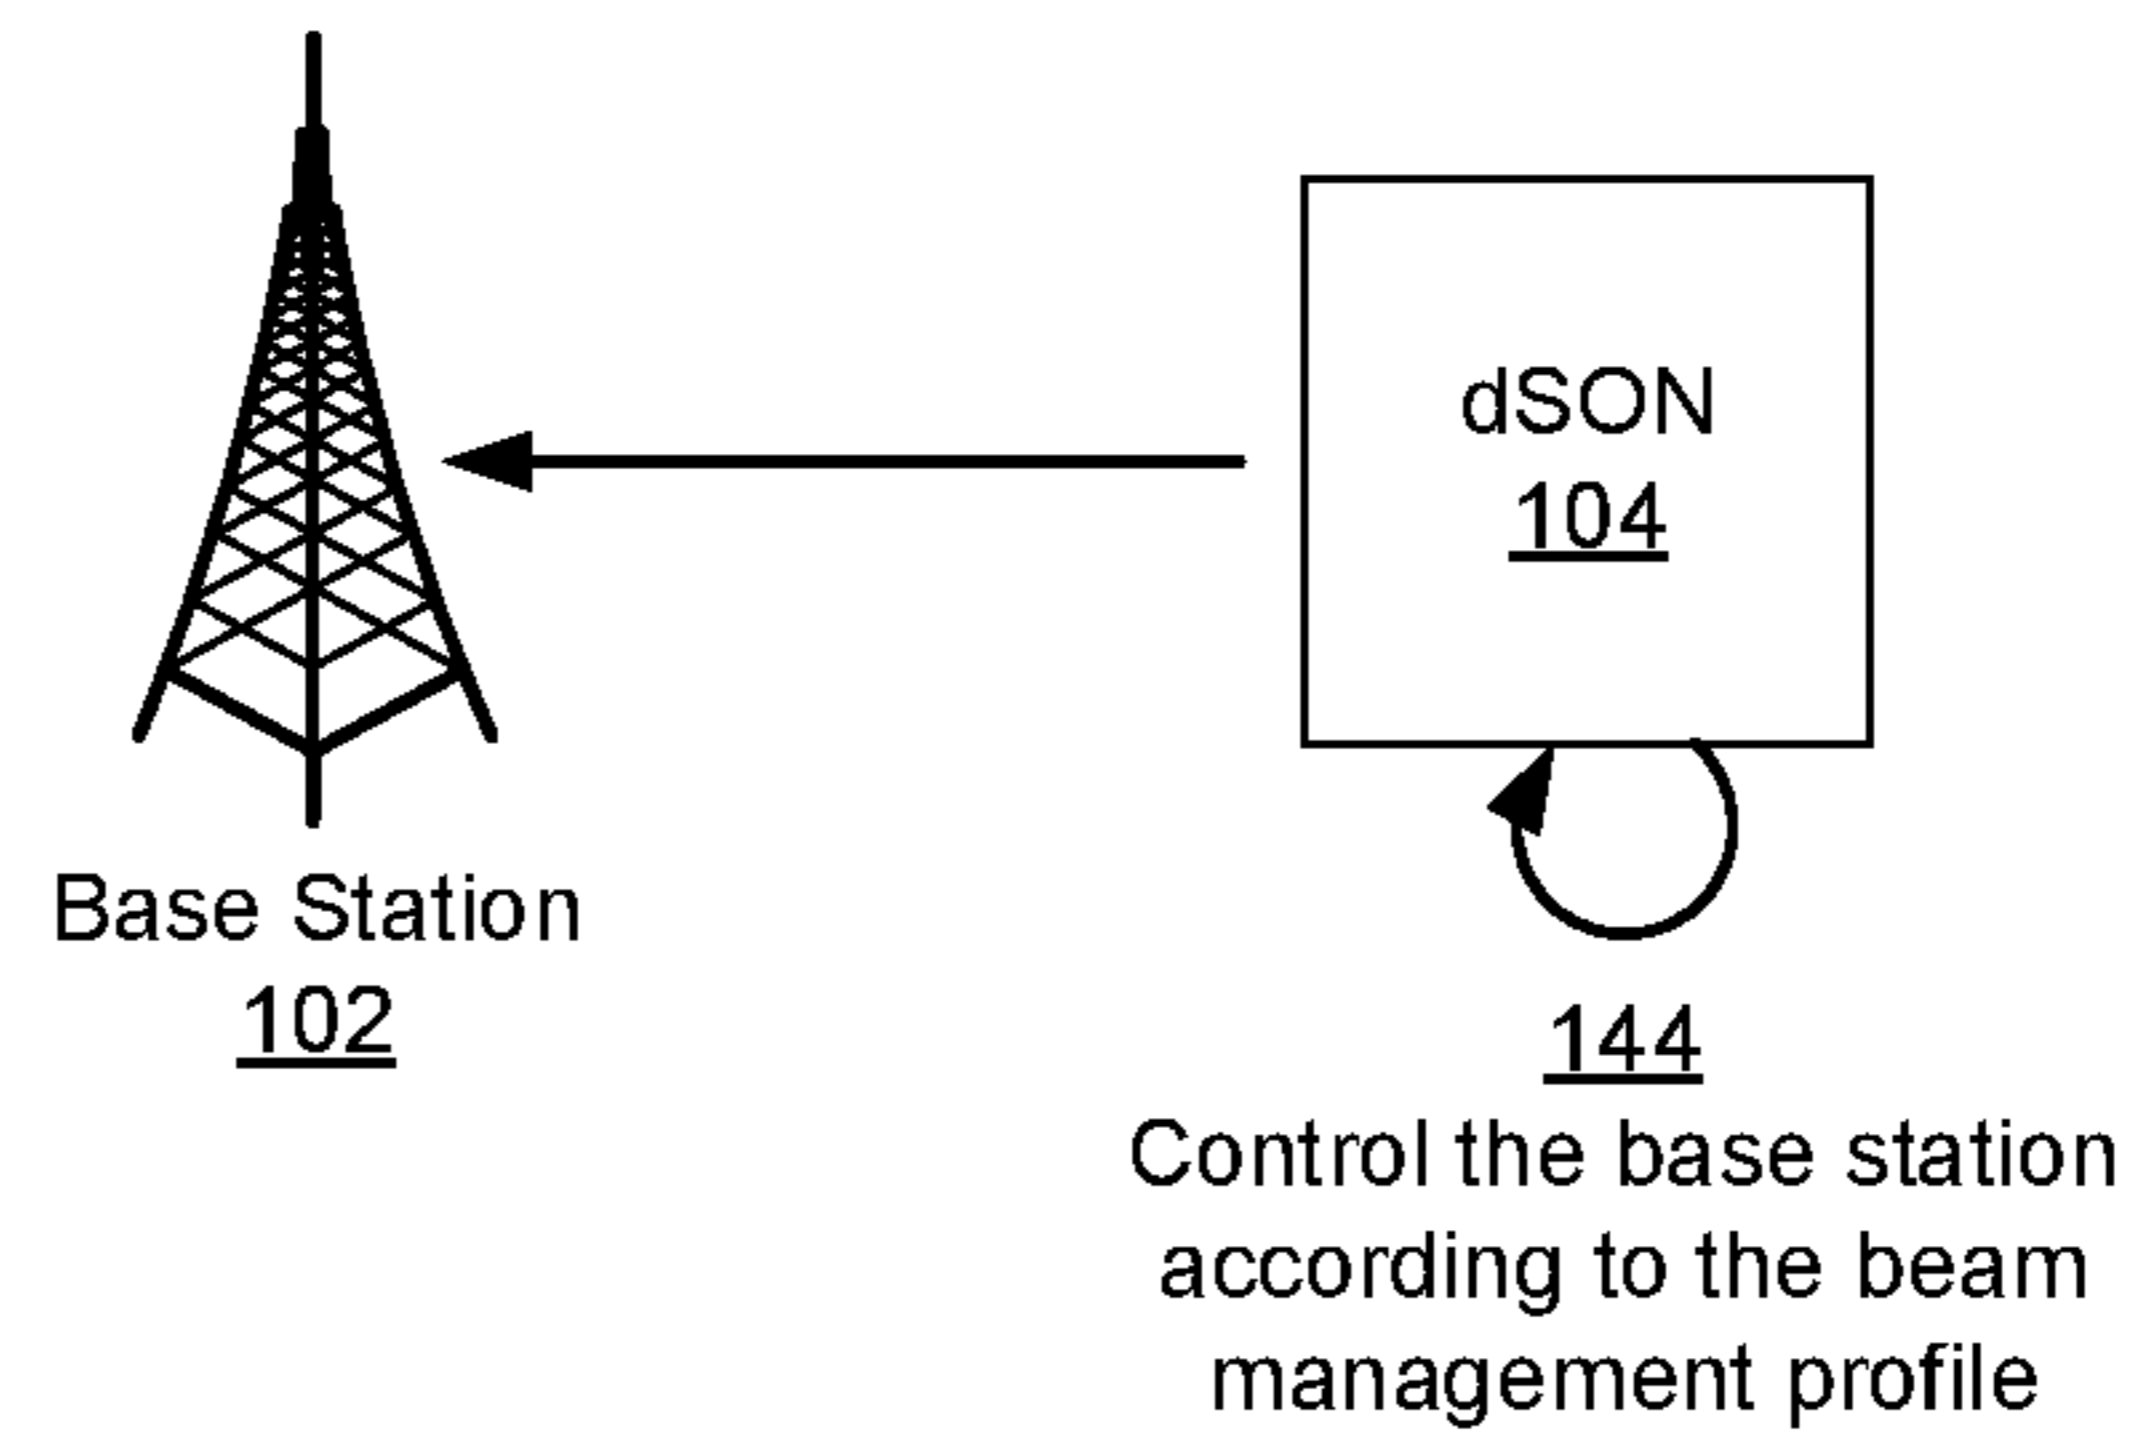 dSON
104
Base Station
102
144
Control the base station
according to the beam
management profile